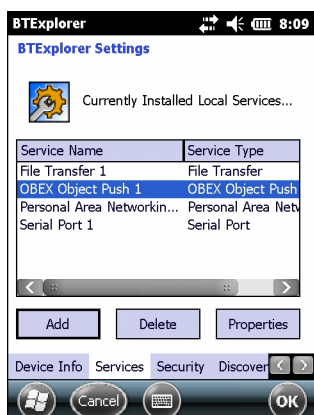 BTExplorer 8:09
BTExplorer Settings
Currently Installed Local Services...
Service Name Service Type
File Transfer 1 File Transfer
OBEX Object Push 1 OBEX Object Push
Personal Area Networkin... Personal Area Netv
Serial Port 1 Serial Port
Add Delete Properties
Device Info Services Security Discover
Cancel OK